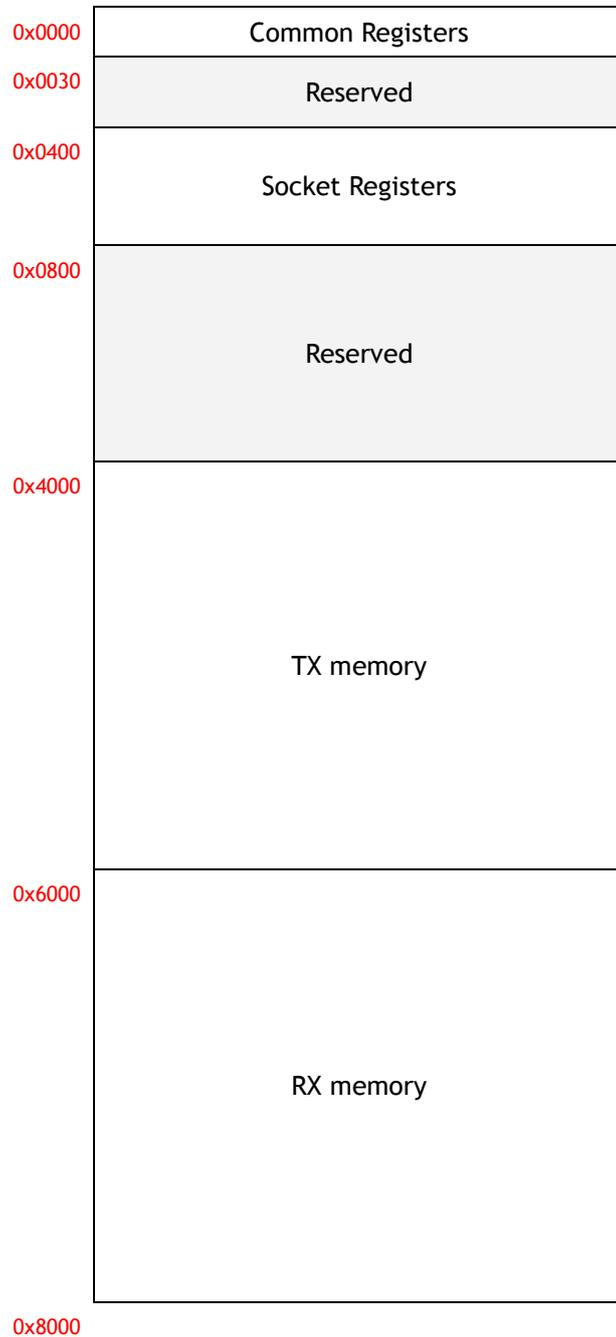 0x0000 Common Registers
0x0030 Reserved
0x0400 Socket Registers
0x0800 Reserved
0x4000 TX memory
0x6000 RX memory
0x8000